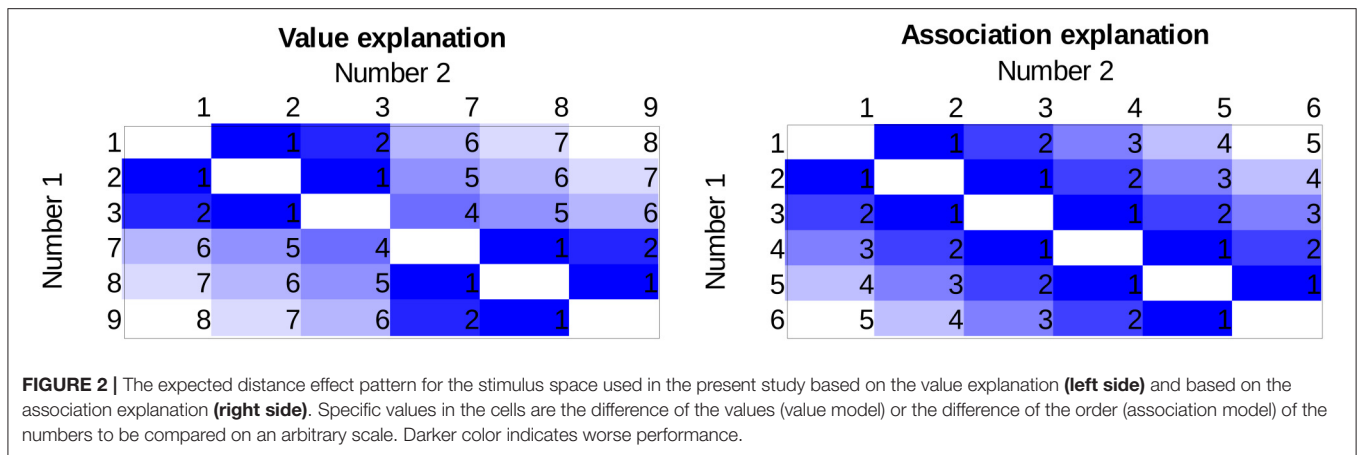 Value explanation
Number 2
1 2 3 7 8 9
1 1 2 6 7 8
2 1 1 5 6 7
3 2 1 4 5 6
7 6 5 4 1 2
8 7 6 5 1 1
9 8 7 6 2 1
Number 1
Association explanation
Number 2
1 2 3 4 5 6
1 1 2 3 4 5
2 1 1 2 3 4
3 2 1 1 2 3
4 3 2 1 1 2
5 4 3 2 1 1
6 5 4 3 2 1
Number 1
FIGURE 2 | The expected distance effect pattern for the stimulus space used in the present study based on the value explanation (left side) and based on the
association explanation (right side). Specific values in the cells are the difference of the values (value model) or the difference of the order (association model) of the
numbers to be compared on an arbitrary scale. Darker color indicates worse performance.